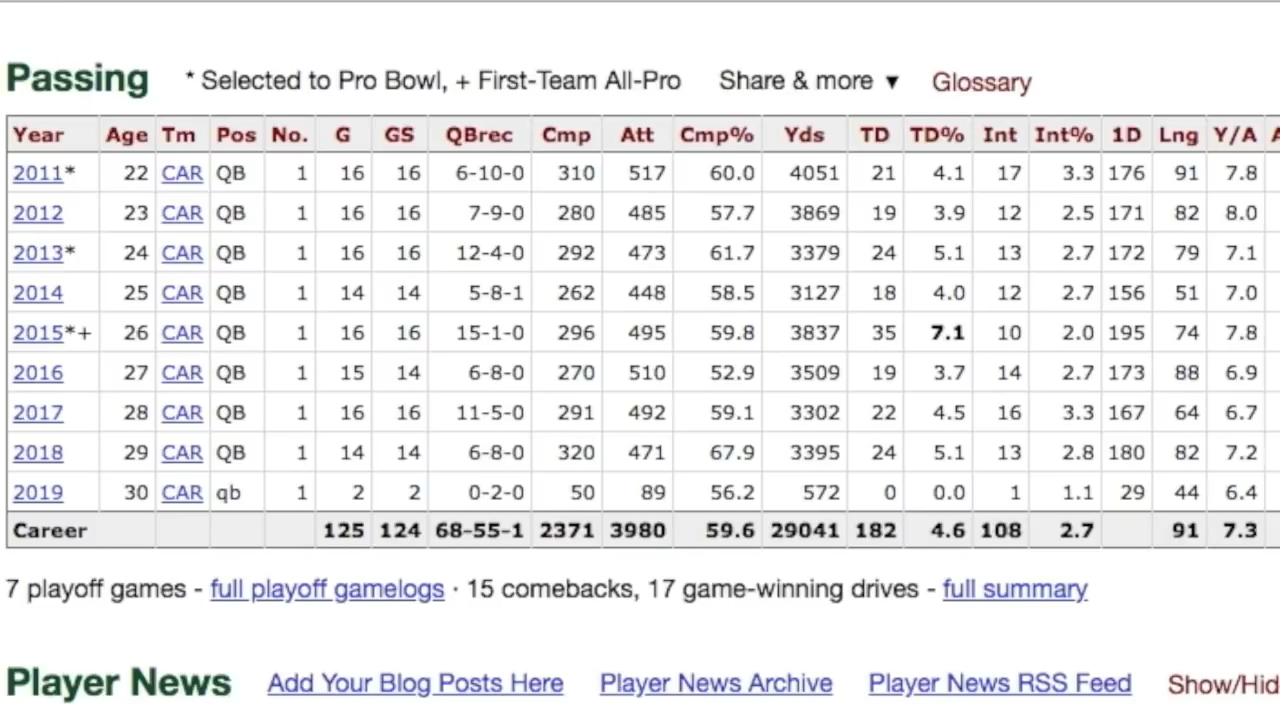 Passing * Selected to Pro Bowl, + First-Team All-Pro Share & more ▼ Glossary
Year Age Tm Pos No. G GS QBrec Cmp Att Cmp% Yds TD TD% Int Int% 1D Lng Y/A A
2011* 22 CAR QB 1 16 16 6-10-0 310 517 60.0 4051 21 4.1 17 3.3 176 91 7.8
2012 23 CAR QB 1 16 16 7-9-0 280 485 57.7 3869 19 3.9 12 2.5 171 82 8.0
2013* 24 CAR QB 1 16 16 12-4-0 292 473 61.7 3379 24 5.1 13 2.7 172 79 7.1
2014 25 CAR QB 1 14 14 5-8-1 262 448 58.5 3127 18 4.0 12 2.7 156 51 7.0
2015*+ 26 CAR QB 1 16 16 15-1-0 296 495 59.8 3837 35 7.1 10 2.0 195 74 7.8
2016 27 CAR QB 1 15 14 6-8-0 270 510 52.9 3509 19 3.7 14 2.7 173 88 6.9
2017 28 CAR QB 1 16 16 11-5-0 291 492 59.1 3302 22 4.5 16 3.3 167 64 6.7
2018 29 CAR QB 1 14 14 6-8-0 320 471 67.9 3395 24 5.1 13 2.8 180 82 7.2
2019 30 CAR qb 1 2 2 0-2-0 50 89 56.2 572 0 0.0 1 1.1 29 44 6.4
Career 125 124 68-55-1 2371 3980 59.6 29041 182 4.6 108 2.7 91 7.3
7 playoff games - full playoff gamelogs · 15 comebacks, 17 game-winning drives - full summary
Player News Add Your Blog Posts Here Player News Archive Player News RSS Feed Show/Hid